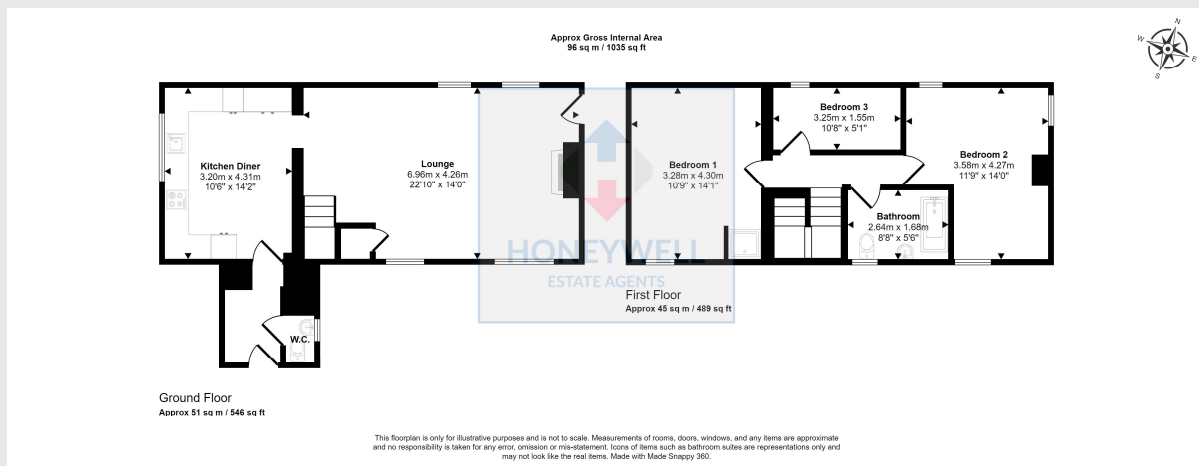 Approx Gross Internal Area
96 sq m / 1035 sq ft
N
W
E
S
Kitchen Diner
3.20m x 4.31m
10'6" x 14'2"
Lounge
6.96m x 4.26m
22'10" x 14'0"
W.C.
Bedroom 1
3.28m x 4.30m
10'9" x 14'1"
Bedroom 3
3.25m x 1.55m
10'8" x 5'1"
Bedroom 2
3.58m x 4.27m
11'9" x 14'0"
Bathroom
2.64m x 1.68m
8'8" x 5'6"
HONEYWELL
ESTATE AGENTS
First Floor
Approx 45 sq m / 489 sq ft
Ground Floor
Approx 51 sq m / 546 sq ft
This floorplan is only for illustrative purposes and is not to scale. Measurements of rooms, doors, windows, and any items are approximate
and no responsibility is taken for any error, omission or mis-statement. Icons of items such as bathroom suites are representations only and
may not look like the real items. Made with Made Snappy 360.